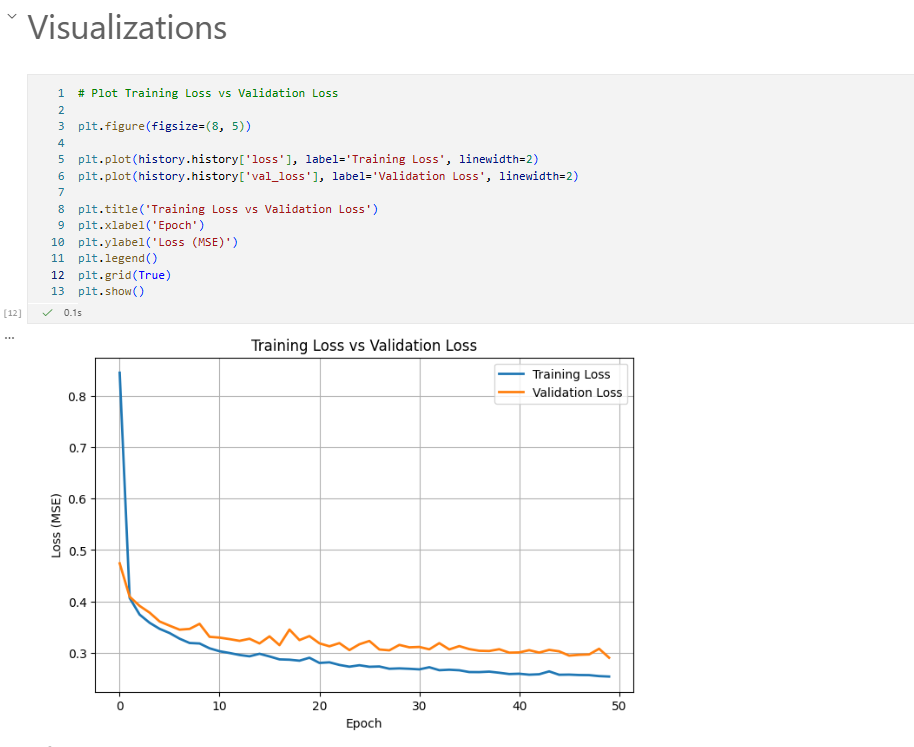 Visualizations
1 # Plot Training Loss vs Validation Loss
2
3 plt.figure(figsize=(8, 5))
4
5 plt.plot(history.history['loss'], label='Training Loss', linewidth=2)
6 plt.plot(history.history['val_loss'], label='Validation Loss', linewidth=2)
7
8 plt.title('Training Loss vs Validation Loss')
9 plt.xlabel('Epoch')
10 plt.ylabel('Loss (MSE)')
11 plt.legend()
12 plt.grid(True)
13 plt.show()
[12] ✓ 0.1s
...
Training Loss vs Validation Loss
Training Loss
Validation Loss
0.8
0.7
0.6
0.5
0.4
0.3
Loss (MSE)
0 10 20 30 40 50
Epoch